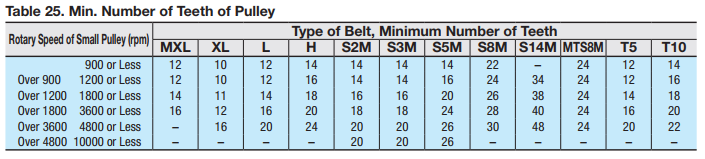 Table 25. Min. Number of Teeth of Pulley
Rotary Speed of Small Pulley (rpm) Type of Belt, Minimum Number of Teeth
MXL XL L H S2M S3M S5M S8M S14M MTS8M T5 T10
900 or Less 12 10 12 14 14 14 14 22 – 24 12 14
Over 900 1200 or Less 12 10 12 16 14 14 16 24 34 24 12 16
Over 1200 1800 or Less 14 11 14 18 16 16 20 26 38 24 14 18
Over 1800 3600 or Less 16 12 16 20 18 18 24 28 40 24 16 20
Over 3600 4800 or Less – 16 20 24 20 20 26 30 48 24 20 22
Over 4800 10000 or Less – – – – 20 20 26 – – – – –